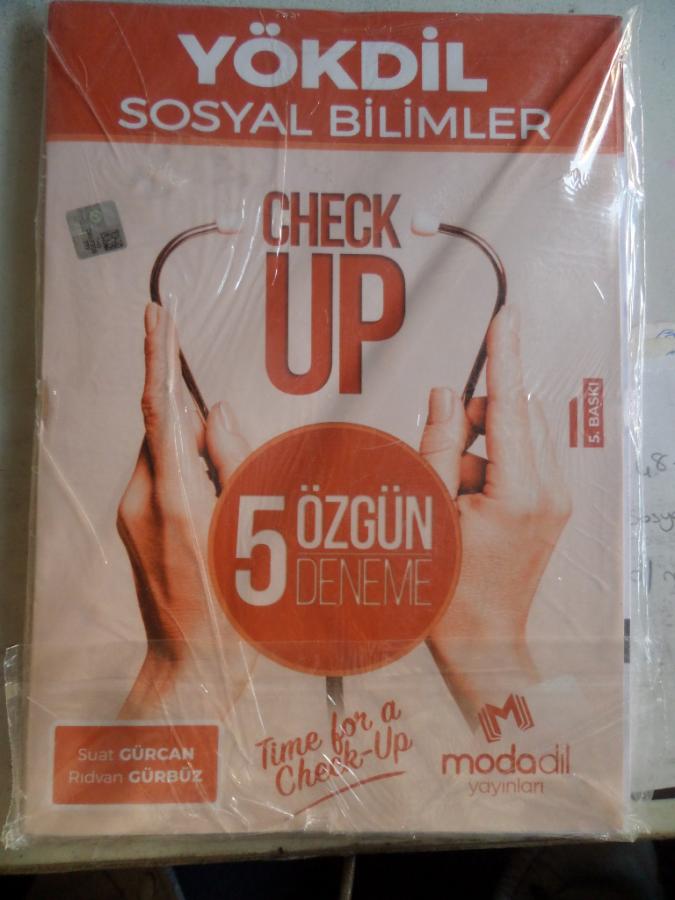 YÖKDİL
SOSYAL BİLİMLER
CHECK
UP
5. BASKI
5 ÖZGÜN
DENEME
Suat GÜRCAN
Rıdvan GÜRBÜZ
Time for a
Check-Up
modadil
yayınları